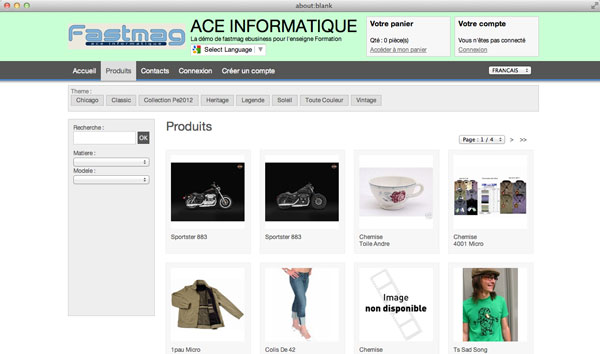 about:blank
Fastmag
ace informatique
ACE INFORMATIQUE
La démo de fastmag ebusiness pour l'enseigne Formation
Select Language ▼
Votre panier
Qté : 0 pièce(s)
Accéder à mon panier
Votre compte
Vous n'êtes pas connecté
Connexion
Accueil Produits Contacts Connexion Créer un compte FRANCAIS
Theme :
Chicago Classic Collection Pe2012 Heritage Legende Soleil Toute Couleur Vintage
Recherche :
OK
Matiere :
Modele :
Produits
Page : 1 / 4 > >>
Sportster 883
Sportster 883
Chemise
Toile Andre
Chemise
4001 Micro
Image
non disponible
1pau Micro
Colis De 42
Chemise
Ts Sad Song